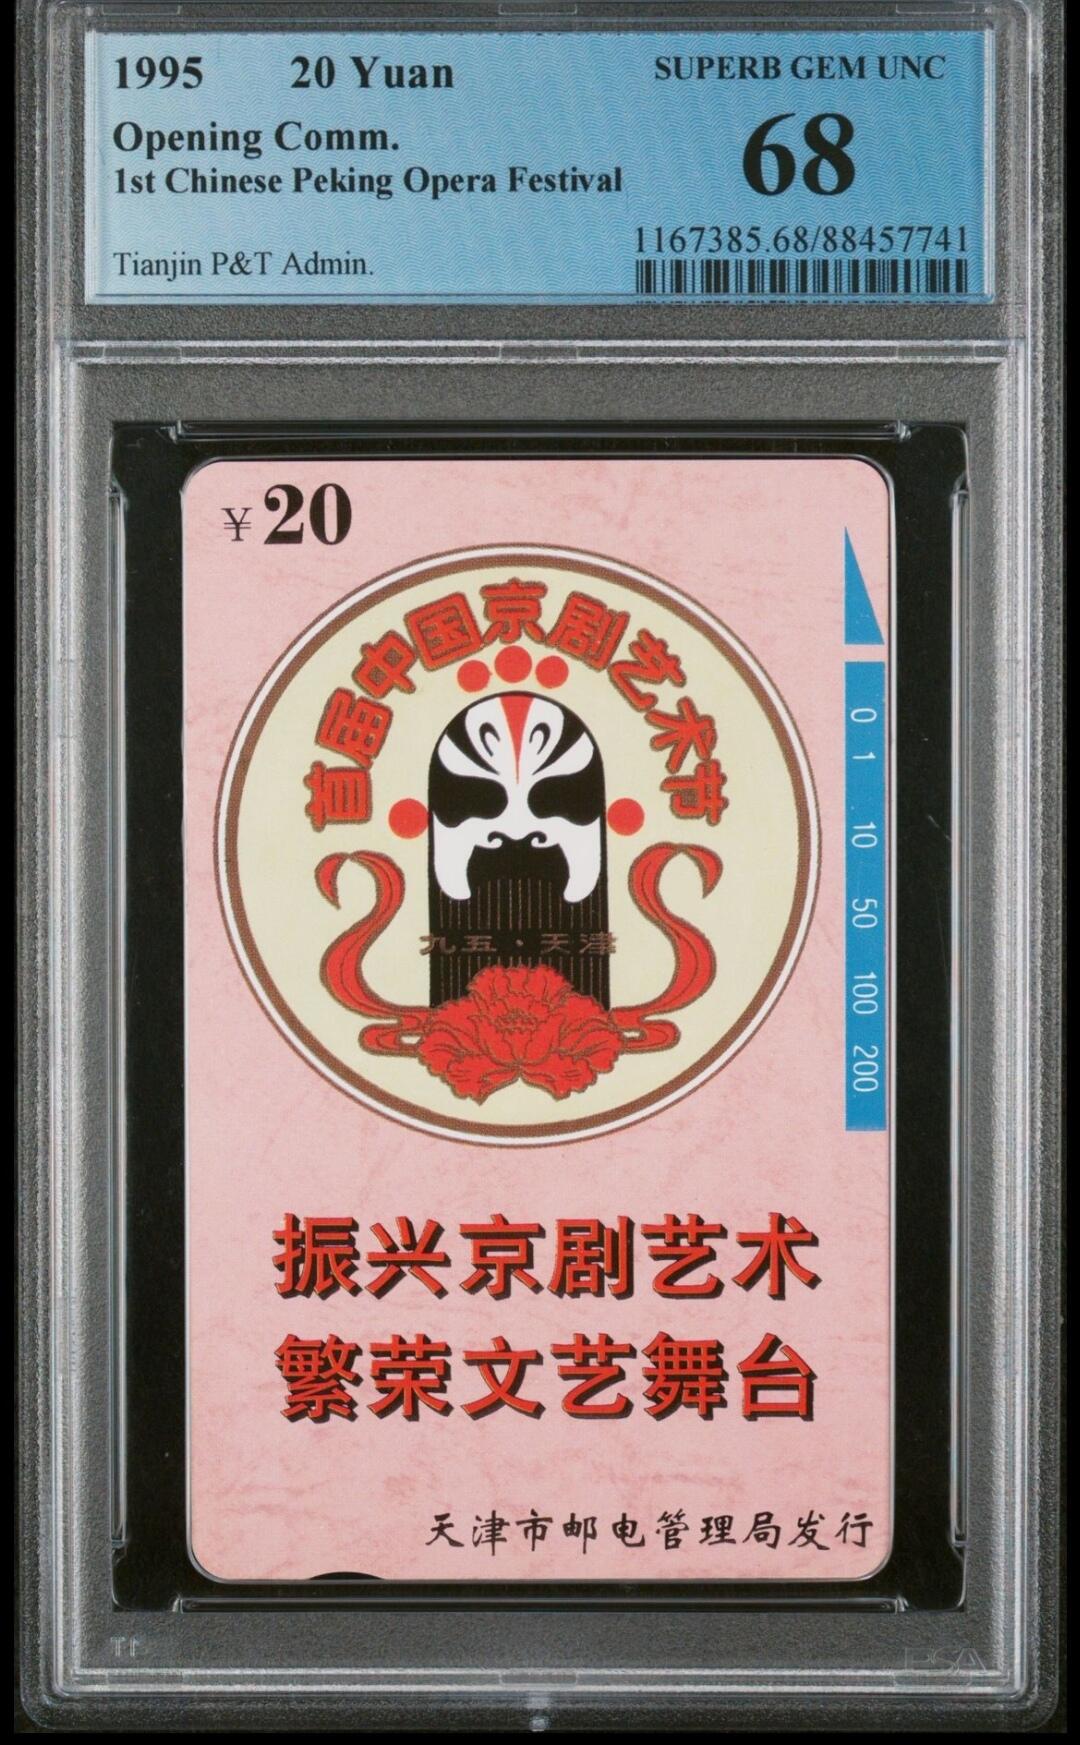 1995 20 Yuan SUPERB GEM UNC
Opening Comm. 68
1st Chinese Peking Opera Festival
Tianjin P&T Admin. 1167385.68/88457741
¥20
首届中国京剧艺术节
九五·天津
0 1 10 50 100 200
振兴京剧艺术
繁荣文艺舞台
天津市邮电管理局发行
PSA